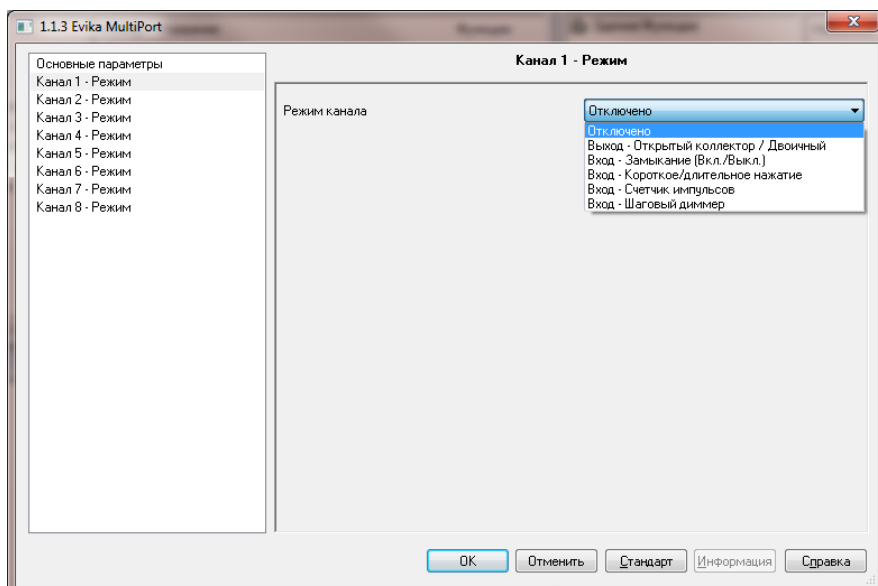 1.1.3 Evika MultiPort
Основные параметры
Канал 1 - Режим
Канал 2 - Режим
Канал 3 - Режим
Канал 4 - Режим
Канал 5 - Режим
Канал 6 - Режим
Канал 7 - Режим
Канал 8 - Режим
Канал 1 - Режим
Режим канала
Отключено
Отключено
Выход - Открытый коллектор / Двоичный
Вход - Замыкание (Вкл./Выкл.)
Вход - Короткое/длительное нажатие
Вход - Счетчик импульсов
Вход - Шаговый диммер
OK
Отменить
Стандарт
Информация
Справка